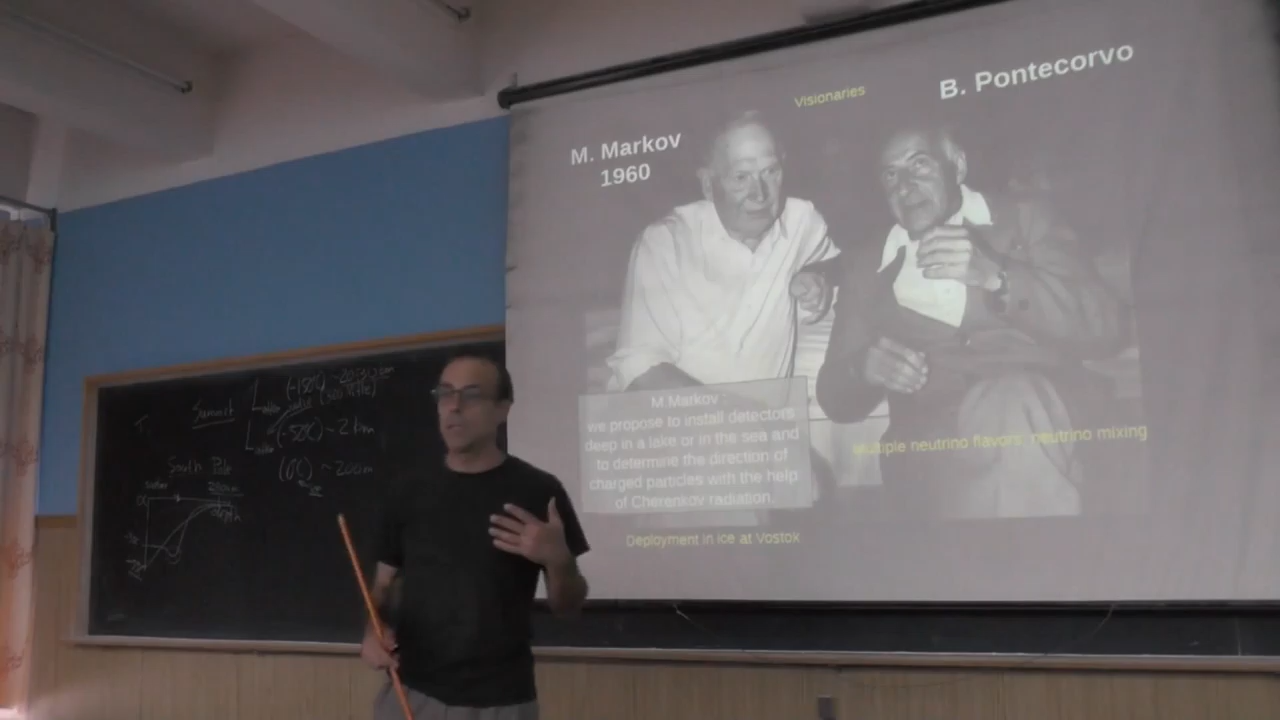 Visionaries
B. Pontecorvo
M. Markov
1960
M.Markov :
we propose to install detectors
deep in a lake or in the sea and
to determine the direction of
charged particles with the help
of Cherenkov radiation.
Multiple neutrino flavors, neutrino mixing
Deployment in ice at Vostok
Summit
~2km
~200m
South Pole